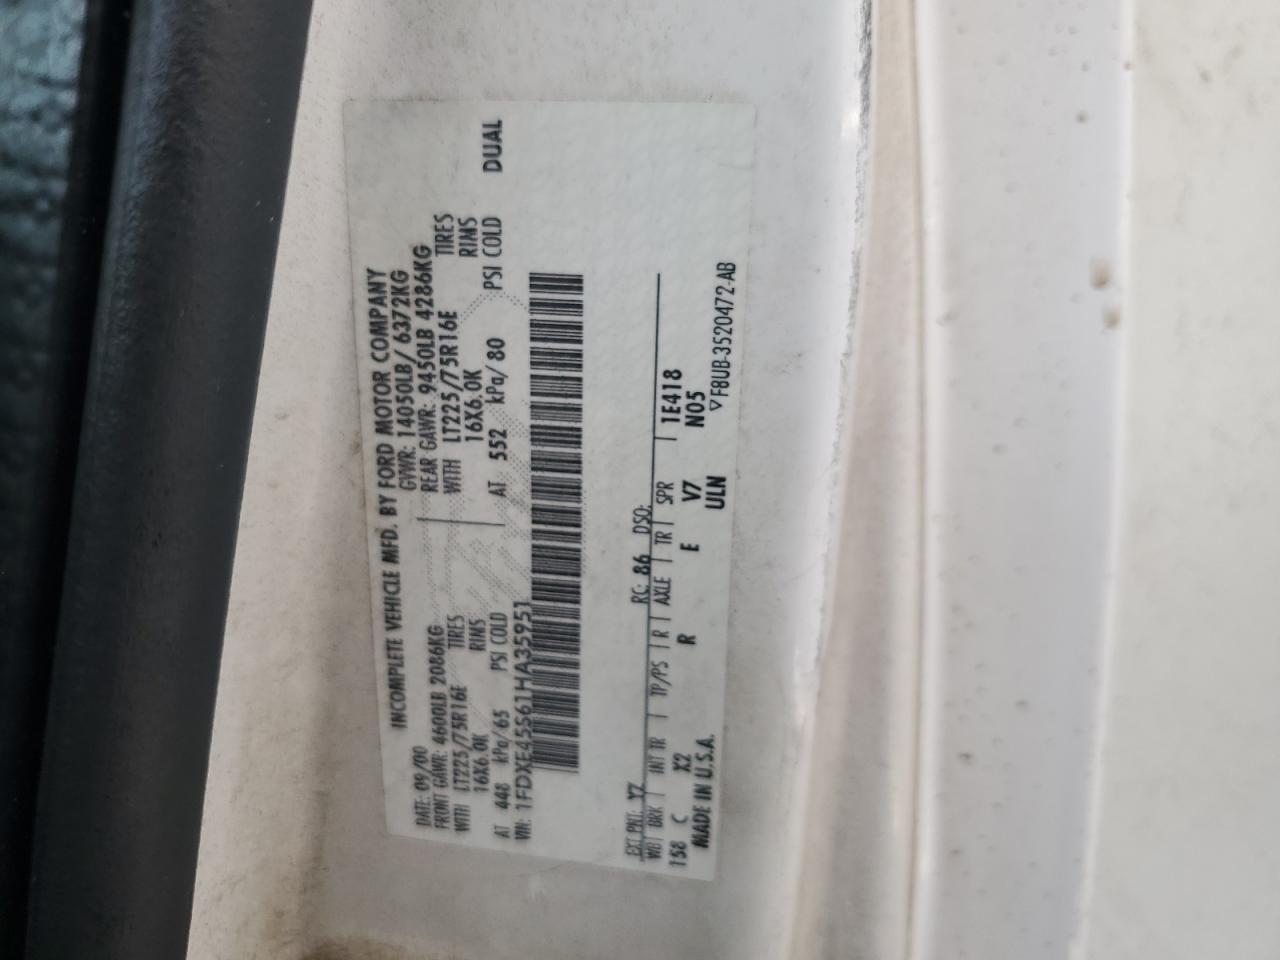 INCOMPLETE VEHICLE MFD. BY FORD MOTOR COMPANY
DATE: 09/00 GVWR: 14050LB/ 6372KG
FRONT GAWR: 4600LB 2086KG REAR GAWR: 9450LB 4286KG
WITH LT225/75R16E TIRES WITH LT225/75R16E TIRES
16X6.0K RIMS 16X6.0K RIMS
AT 448 kPa/65 PSI COLD AT 552 kPa/80 PSI COLD DUAL
VIN: 1FDXE45S61HA35951
EXT PNT: YZ RC: 86 DSO:
WB BRK INT TR TP/PS R AXLE TR SPR 1E418
158 C X2 R E V7 N05
MADE IN U.S.A. ULN
▽F8UB-3520472-AB